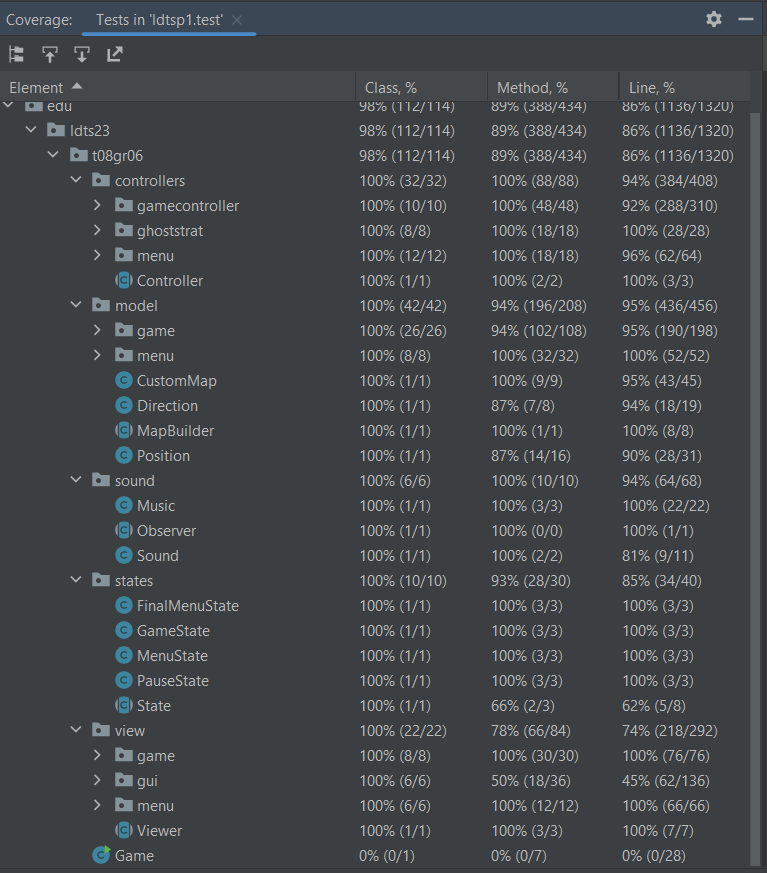 Coverage: Tests in 'ldtsp1.test' ×
Element Class, % Method, % Line, %
edu 98% (112/114) 89% (388/434) 86% (1136/1320)
ldts23 98% (112/114) 89% (388/434) 86% (1136/1320)
t08gr06 98% (112/114) 89% (388/434) 86% (1136/1320)
controllers 100% (32/32) 100% (88/88) 94% (384/408)
gamecontroller 100% (10/10) 100% (48/48) 92% (288/310)
ghoststrat 100% (8/8) 100% (18/18) 100% (28/28)
menu 100% (12/12) 100% (18/18) 96% (62/64)
Controller 100% (1/1) 100% (2/2) 100% (3/3)
model 100% (42/42) 94% (196/208) 95% (436/456)
game 100% (26/26) 94% (102/108) 95% (190/198)
menu 100% (8/8) 100% (32/32) 100% (52/52)
CustomMap 100% (1/1) 100% (9/9) 95% (43/45)
Direction 100% (1/1) 87% (7/8) 94% (18/19)
MapBuilder 100% (1/1) 100% (1/1) 100% (8/8)
Position 100% (1/1) 87% (14/16) 90% (28/31)
sound 100% (6/6) 100% (10/10) 94% (64/68)
Music 100% (1/1) 100% (3/3) 100% (22/22)
Observer 100% (1/1) 100% (0/0) 100% (1/1)
Sound 100% (1/1) 100% (2/2) 81% (9/11)
states 100% (10/10) 93% (28/30) 85% (34/40)
FinalMenuState 100% (1/1) 100% (3/3) 100% (3/3)
GameState 100% (1/1) 100% (3/3) 100% (3/3)
MenuState 100% (1/1) 100% (3/3) 100% (3/3)
PauseState 100% (1/1) 100% (3/3) 100% (3/3)
State 100% (1/1) 66% (2/3) 62% (5/8)
view 100% (22/22) 78% (66/84) 74% (218/292)
game 100% (8/8) 100% (30/30) 100% (76/76)
gui 100% (6/6) 50% (18/36) 45% (62/136)
menu 100% (6/6) 100% (12/12) 100% (66/66)
Viewer 100% (1/1) 100% (3/3) 100% (7/7)
Game 0% (0/1) 0% (0/7) 0% (0/28)